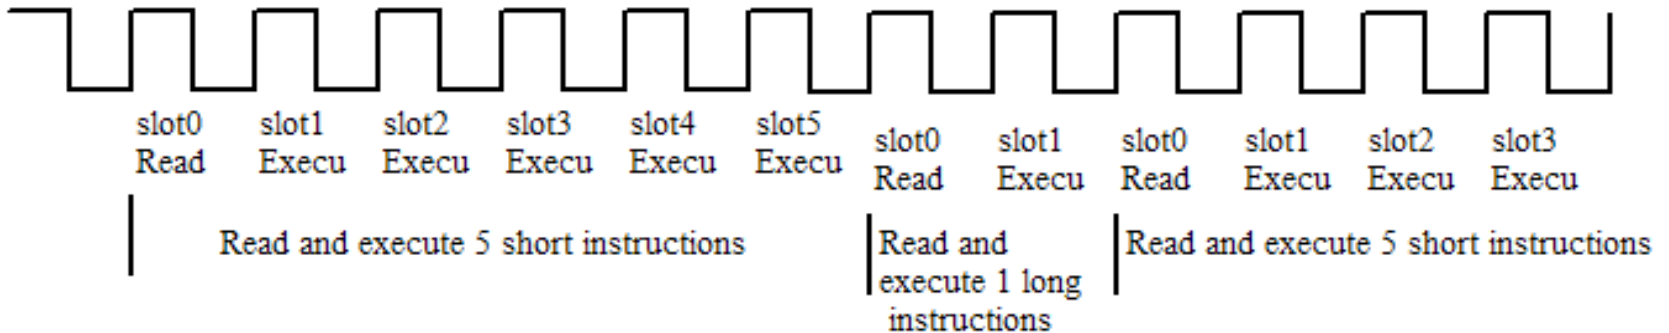 slot0 slot1 slot2 slot3 slot4 slot5
Read Execu Execu Execu Execu Execu
slot0 slot1 slot0 slot1 slot2 slot3
Read Execu Read Execu Execu Execu
Read and execute 5 short instructions
Read and
execute 1 long
instructions
Read and execute 5 short instructions